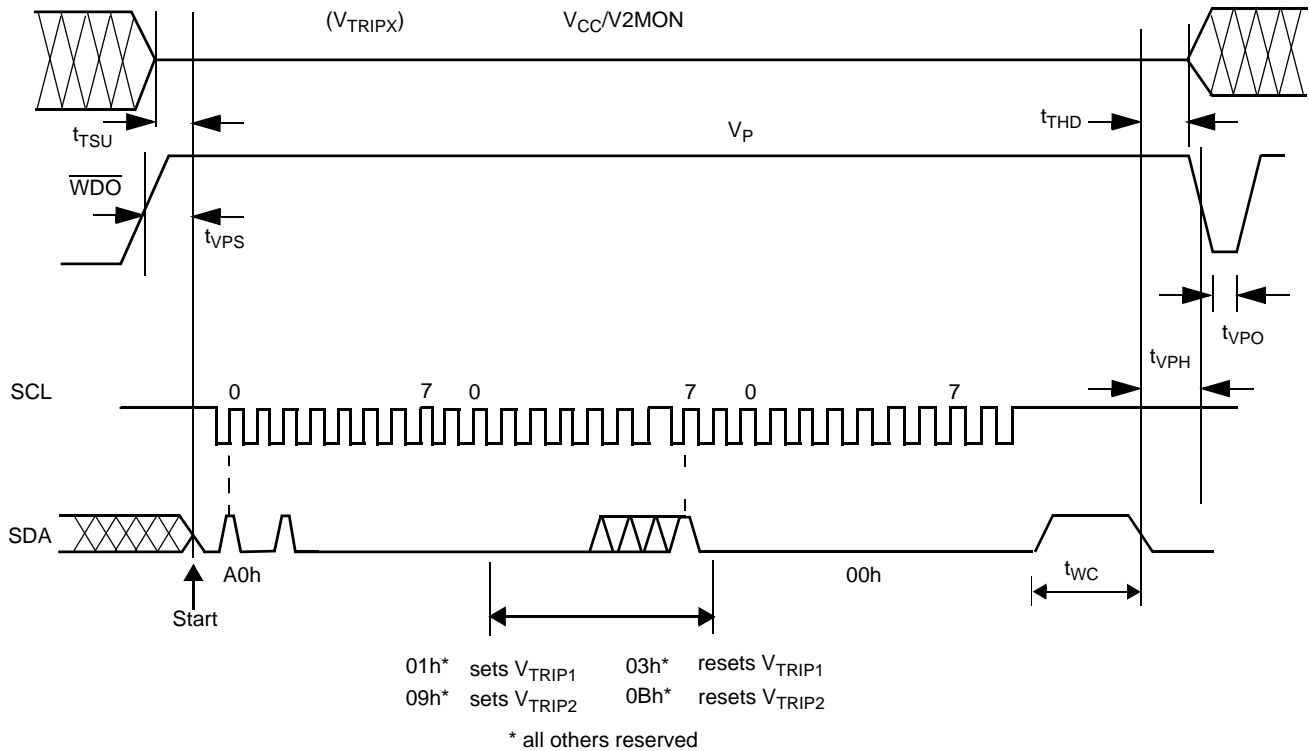 (VTRIPX) VCC/V2MON
tTSU tTHD
VP
WDO
tVPS
tVPO
tVPH
SCL 0 7 0 7 0 7
SDA
A0h 00h tWC
Start
01h* sets VTRIP1 03h* resets VTRIP1
09h* sets VTRIP2 0Bh* resets VTRIP2
* all others reserved